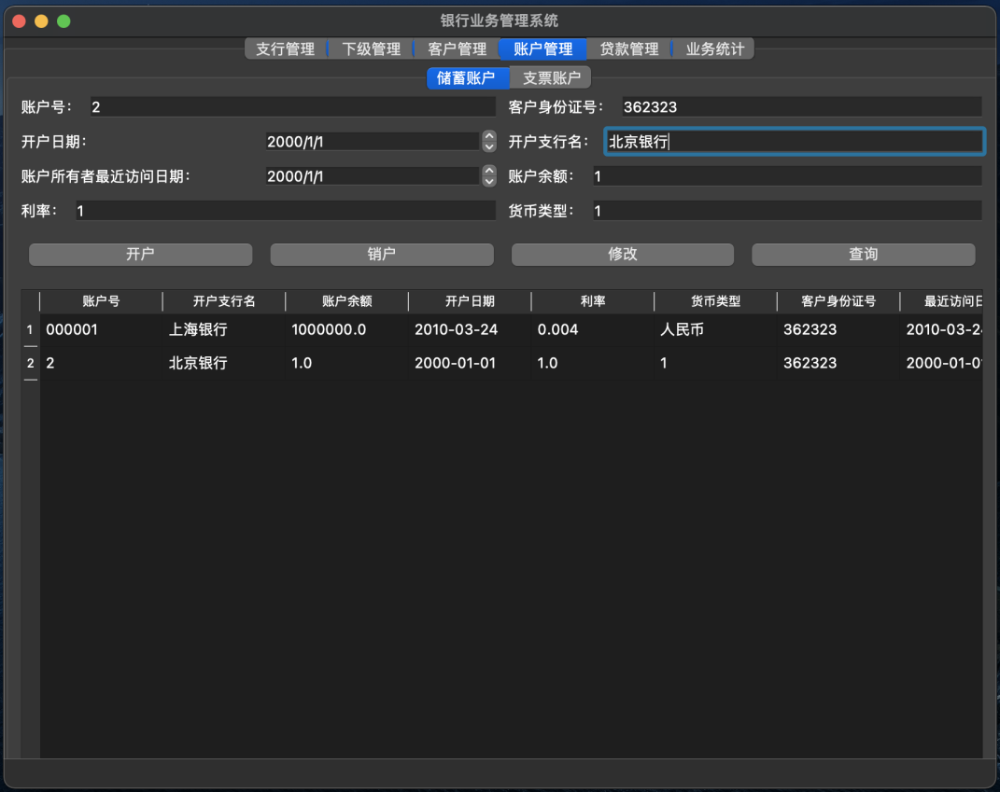 银行业务管理系统
支行管理 下级管理 客户管理 账户管理 贷款管理 业务统计
储蓄账户 支票账户
账户号: 2 客户身份证号: 362323
开户日期: 2000/1/1 开户支行名: 北京银行
账户所有者最近访问日期: 2000/1/1 账户余额: 1
利率: 1 货币类型: 1
开户 销户 修改 查询
账户号 开户支行名 账户余额 开户日期 利率 货币类型 客户身份证号 最近访问日
1 000001 上海银行 1000000.0 2010-03-24 0.004 人民币 362323 2010-03-24
2 2 北京银行 1.0 2000-01-01 1.0 1 362323 2000-01-01